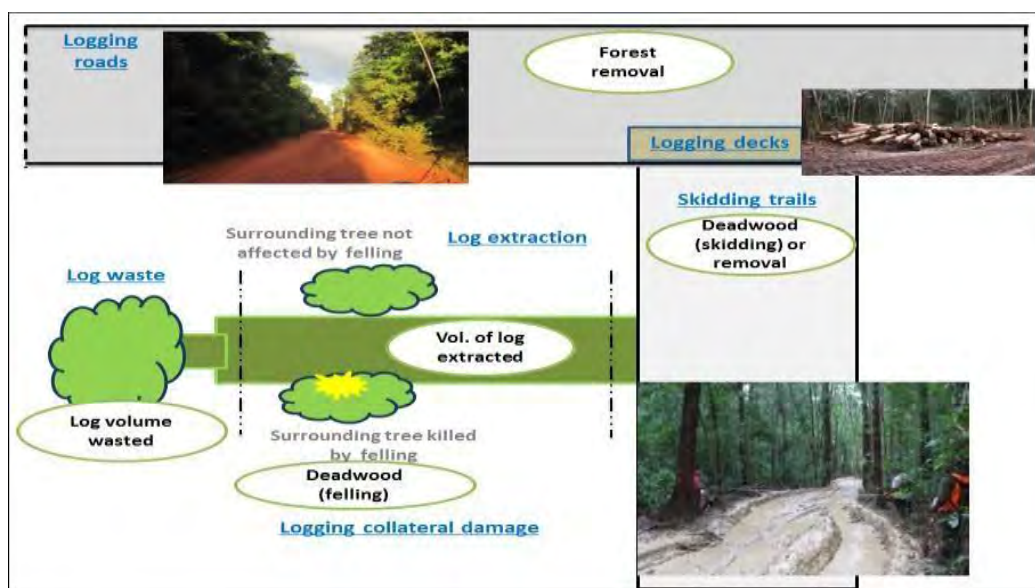 Logging
roads
Forest
removal
Logging decks
Skidding trails
Deadwood
(skidding) or
removal
Surrounding tree not
affected by felling
Log extraction
Log waste
Vol. of log
extracted
Log volume
wasted
Surrounding tree killed
by felling
Deadwood
(felling)
Logging collateral damage